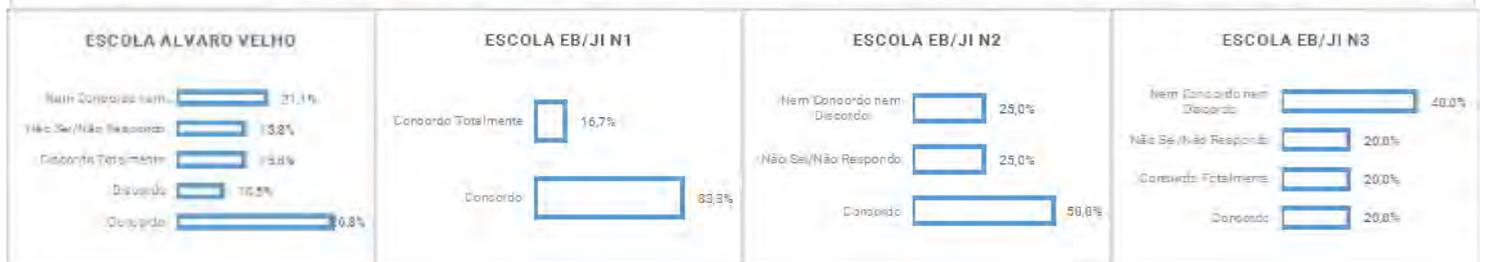 ESCOLA ALVARO VELHO
Nem Concordo nem
21,1%
Não Sei/Não Respondo
15,8%
Discordo Totalmente
15,8%
Discordo
10,5%
Concordo
6,8%
ESCOLA EB/JI N1
Concordo Totalmente
16,7%
Concordo
83,3%
ESCOLA EB/JI N2
Nem Concordo nem
Discordo
25,0%
Não Sei/Não Respondo
25,0%
Concordo
50,0%
ESCOLA EB/JI N3
Nem Concordo nem
Discordo
40,0%
Não Sei/Não Respondo
20,0%
Concordo Totalmente
20,0%
Concordo
20,0%